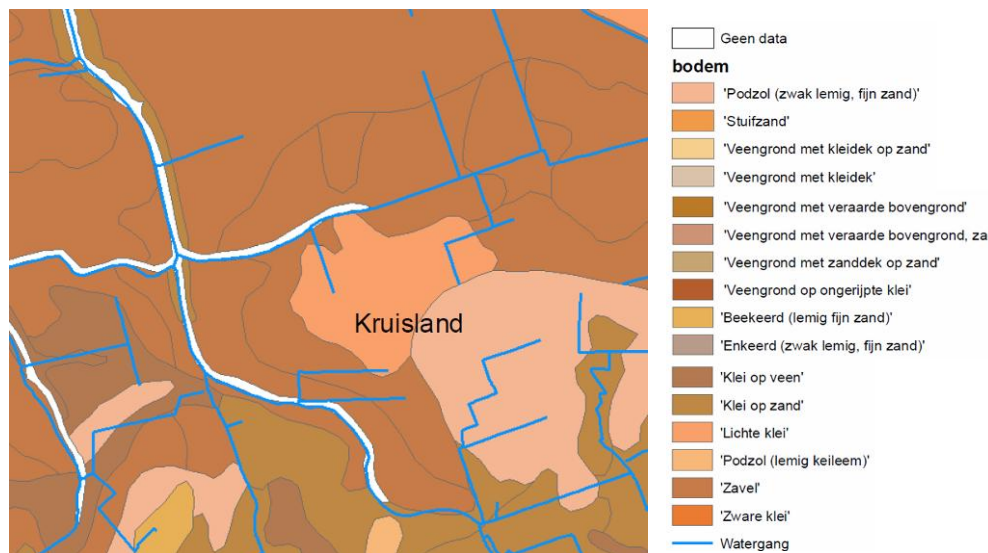 Kruisland
Geen data
bodem
'Podzol (zwak lemig, fijn zand)'
'Stuifzand'
'Veengrond met kleidek op zand'
'Veengrond met kleidek'
'Veengrond met veraarde bovengrond'
'Veengrond met veraarde bovengrond, za
'Veengrond met zanddek op zand'
'Veengrond op ongerijpte klei'
'Beekeerd (lemig fijn zand)'
'Enkeerd (zwak lemig, fijn zand)'
'Klei op veen'
'Klei op zand'
'Lichte klei'
'Podzol (lemig keileem)'
'Zavel'
'Zware klei'
Watergang